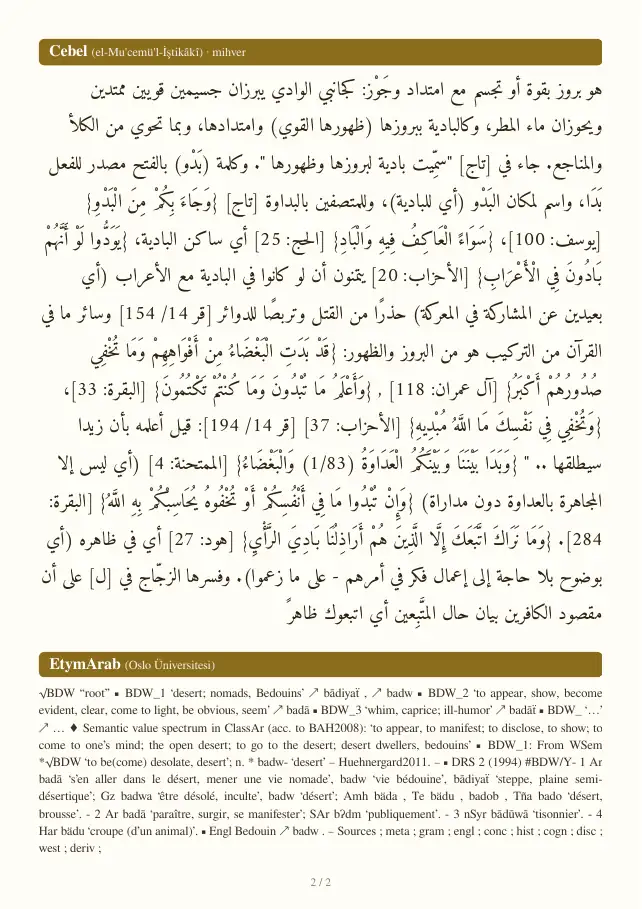 Cebel (el-Mu'cemü'l-İştikâkî) · mihver
هو بروز بقوة أو تجسم مع امتداد وجَوْز: كجانبي الوادي يبرزان جسيمين قويين ممتدين
ويحوزان ماء المطر، وكالبادية ببروزها (ظهورها القوي) وامتدادها، وبما تحوي من الكلأ
والمناجع. جاء في [تاج] "سمِّيت بادية لبروزها وظهورها ". وكلمة (بَدْو) بالفتح مصدر للفعل
بَدَا، واسم لمكان البَدْو (أي للبادية)، وللمتصفين بالبداوة [تاج] {وَجَاءَ بِكُمْ مِنَ الْبَدْوِ}
[يوسف: 100]، {سَوَاءً الْعَاكِفُ فِيهِ وَالْبَادِ} [الحج: 25] أي ساكن البادية، {يَوَدُّوا لَوْ أَنَّهُمْ
بَادُونَ فِي الْأَعْرَابِ} [الأحزاب: 20] يتمنون أن لو كانوا في البادية مع الأعراب (أي
بعيدين عن المشاركة في المعركة) حذرًا من القتل وتربصًا للدوائر [قر 14/ 154] وسائر ما في
القرآن من التركيب هو من البروز والظهور: {قَدْ بَدَتِ الْبَغْضَاءُ مِنْ أَفْوَاهِهِمْ وَمَا تُخْفِي
صُدُورُهُمْ أَكْبَرُ} [آل عمران: 118] , {وَأَعْلَمُ مَا تُبْدُونَ وَمَا كُنْتُمْ تَكْتُمُونَ} [البقرة: 33]،
{وَتُخْفِي فِي نَفْسِكَ مَا اللَّهُ مُبْدِيهِ} [الأحزاب: 37] [قر 14/ 194]: قيل أعلمه بأن زيدا
سيطلقها .. " {وَبَدَا بَيْنَنَا وَبَيْنَكُمُ الْعَدَاوَةُ (1/83) وَالْبَغْضَاءُ} [الممتحنة: 4] (أي ليس إلا
المجاهرة بالعداوة دون مداراة) {وَإِنْ تُبْدُوا مَا فِي أَنْفُسِكُمْ أَوْ تُخْفُوهُ يُحَاسِبْكُمْ بِهِ اللَّهُ} [البقرة:
284]. {وَمَا نَرَاكَ اتَّبَعَكَ إِلَّا الَّذِينَ هُمْ أَرَاذِلُنَا بَادِيَ الرَّأْيِ} [هود: 27] أي في ظاهره (أي
بوضوح بلا حاجة إلى إعمال فكر في أمرهم - على ما زعموا). وفسرها الزجّاج في [ل] على أن
مقصود الكافرين بيان حال المتَّبِعين أي اتبعوك ظاهرً
EtymArab (Oslo Üniversitesi)
√BDW “root” ▪ BDW_1 ‘desert; nomads, Bedouins’ ↗ bādiyaẗ , ↗ badw ▪ BDW_2 ‘to appear, show, become
evident, clear, come to light, be obvious, seem’ ↗ badā ▪ BDW_3 ‘whim, caprice; ill-humor’ ↗ badāẗ ▪ BDW_ ‘…’
↗ … ♦ Semantic value spectrum in ClassAr (acc. to BAH2008): ‘to appear, to manifest; to disclose, to show; to
come to one’s mind; the open desert; to go to the desert; desert dwellers, bedouins’ ▪ BDW_1: From WSem
*√BDW ‘to be(come) desolate, desert’; n. * badw- ‘desert’ – Huehnergard2011. – ▪ DRS 2 (1994) #BDW/Y- 1 Ar
badā ‘s’en aller dans le désert, mener une vie nomade’, badw ‘vie bédouine’, bādiyaẗ ‘steppe, plaine semi-
désertique’; Gz badwa ‘être désolé, inculte’, badw ‘désert’; Amh bäda , Te bädu , badob , Tña bado ‘désert,
brousse’. - 2 Ar badā ‘paraître, surgir, se manifester’; SAr bʔdm ‘publiquement’. - 3 nSyr bādūwā ‘tisonnier’. - 4
Har bädu ‘croupe (d’un animal)’. ▪ Engl Bedouin ↗ badw . – Sources ; meta ; gram ; engl ; conc ; hist ; cogn ; disc ;
west ; deriv ;
2 / 2